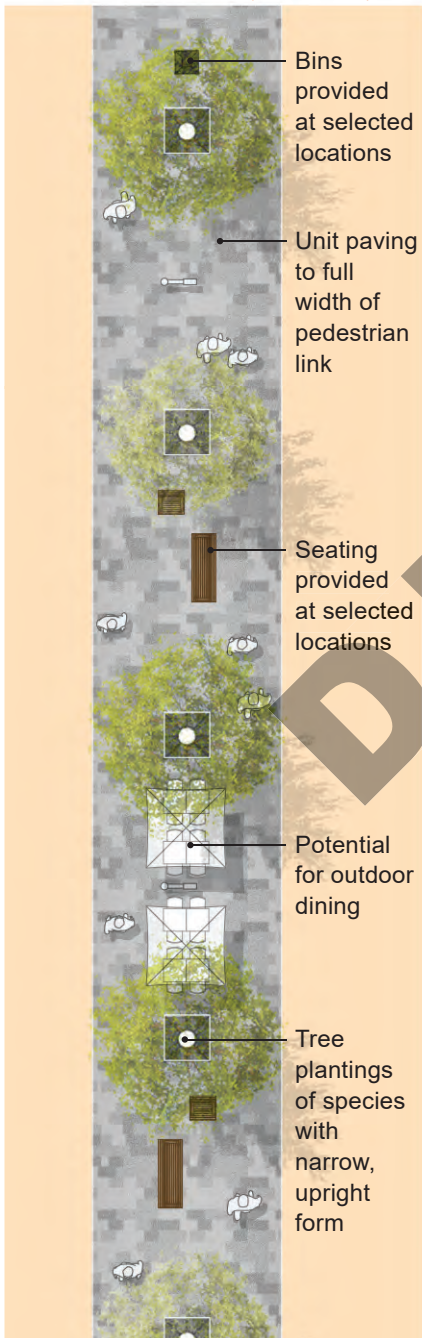 Bins
provided
at selected
locations
Unit paving
to full
width of
pedestrian
link
Seating
provided
at selected
locations
Potential
for outdoor
dining
Tree
plantings
of species
with
narrow,
upright
form
D